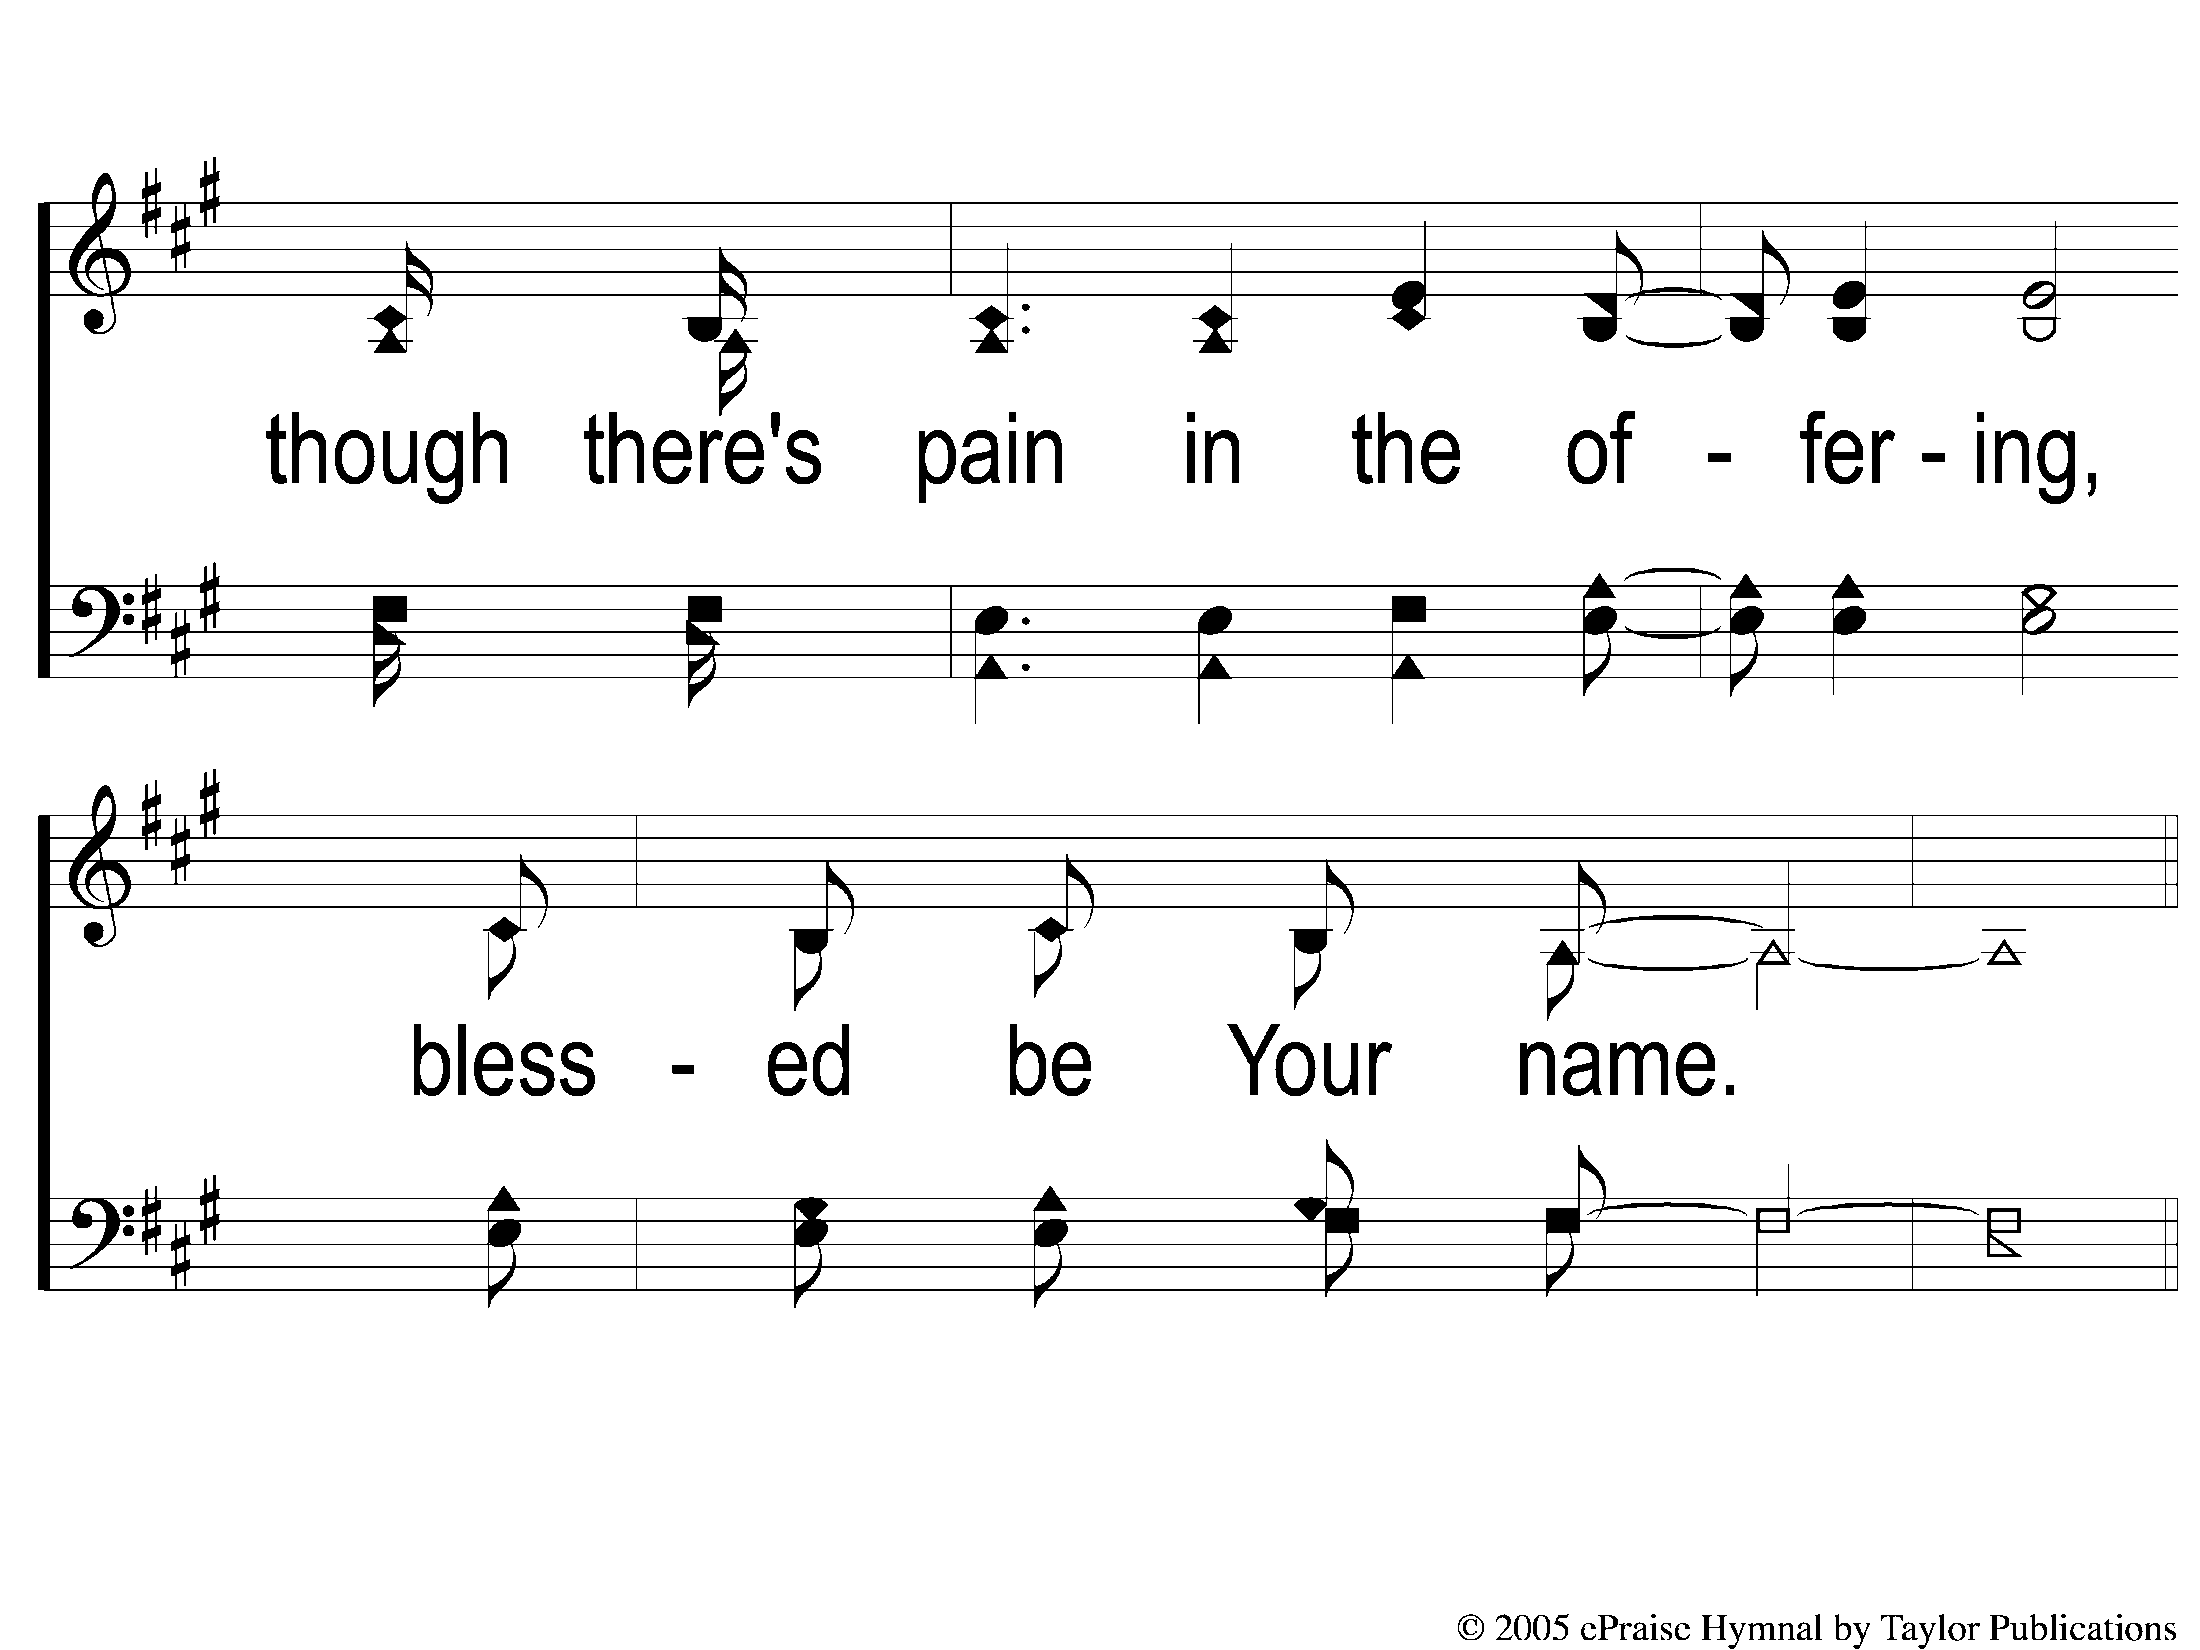 though there's pain in the of - fer - ing,
bless - ed be Your name.
© 2005 ePraise Hymnal by Taylor Publications